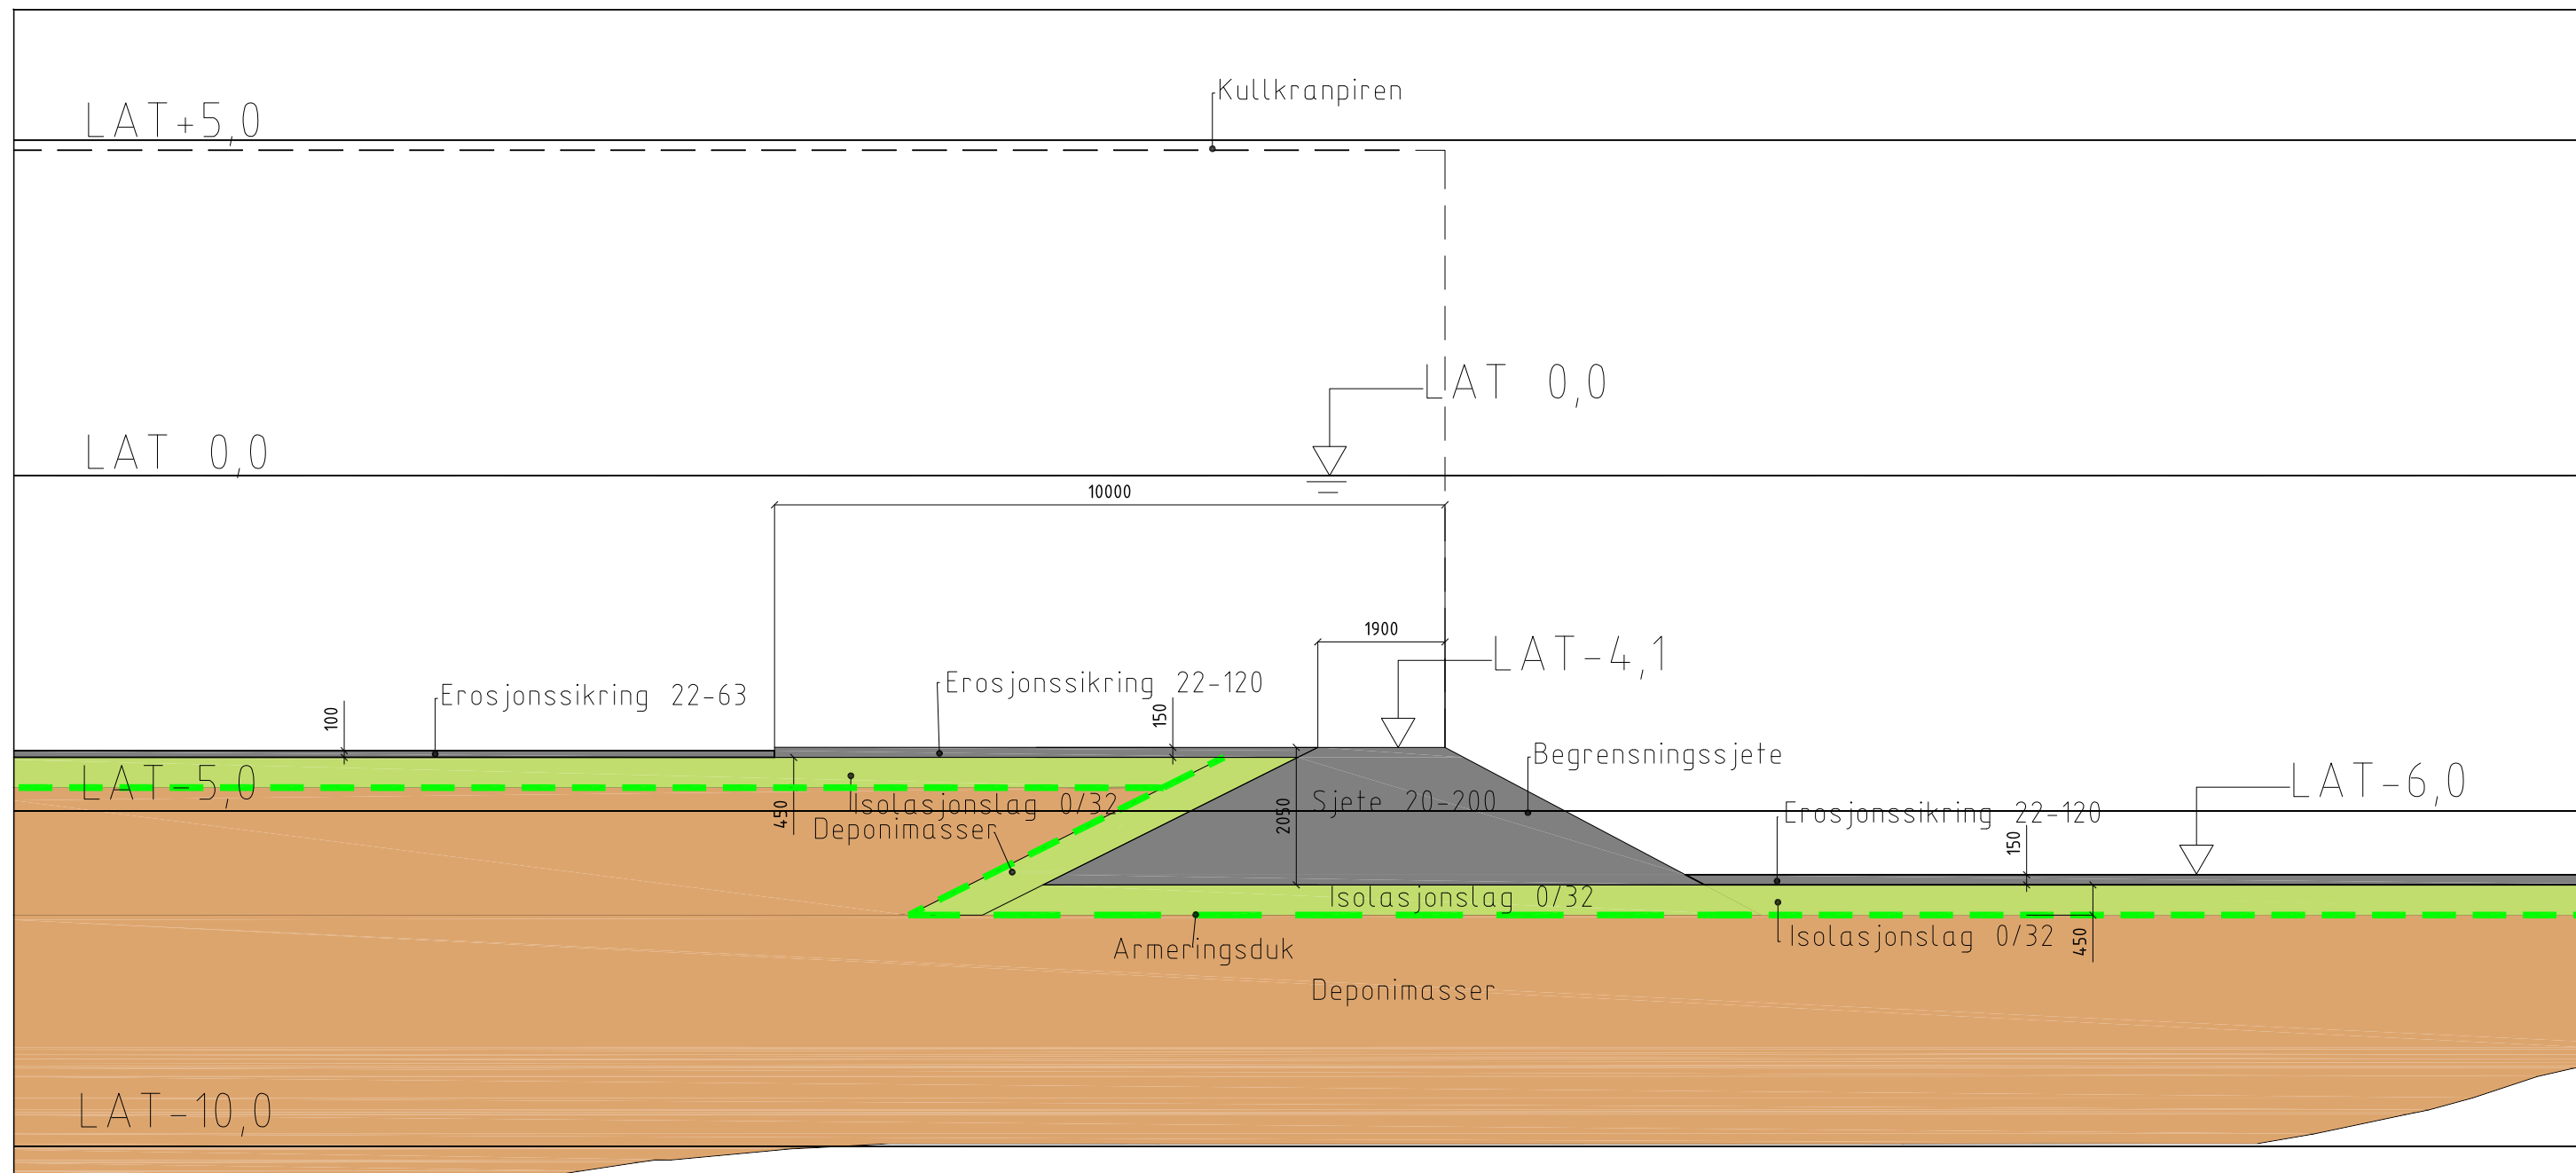 Kullkranpiren
LAT+5,0
LAT 0,0
LAT 0,0
10000
1900
LAT-4,1
Erosjonssikring 22-63
Erosjonssikring 22-120
100
150
Begrensningssjete
LAT-5,0
450
Isolasjonslag 0/32
Deponimasser
2050
Sjete 20-200
Erosjonssikring 22-120
LAT-6,0
150
Isolasjonslag 0/32
Armeringsduk
Isolasjonslag 0/32
450
Deponimasser
LAT-10,0